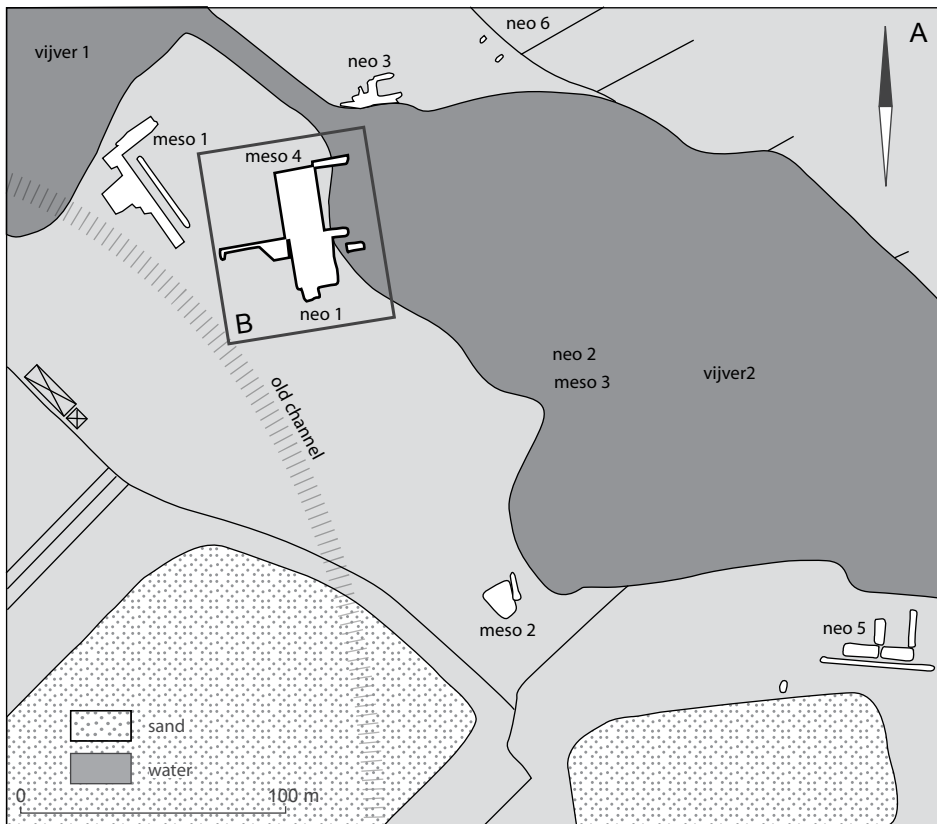 neo 6
A
vijver 1
neo 3
meso 1
meso 4
neo 1
B
neo 2
meso 3
vijver2
old channel
meso 2
neo 5
sand
water
0
100 m